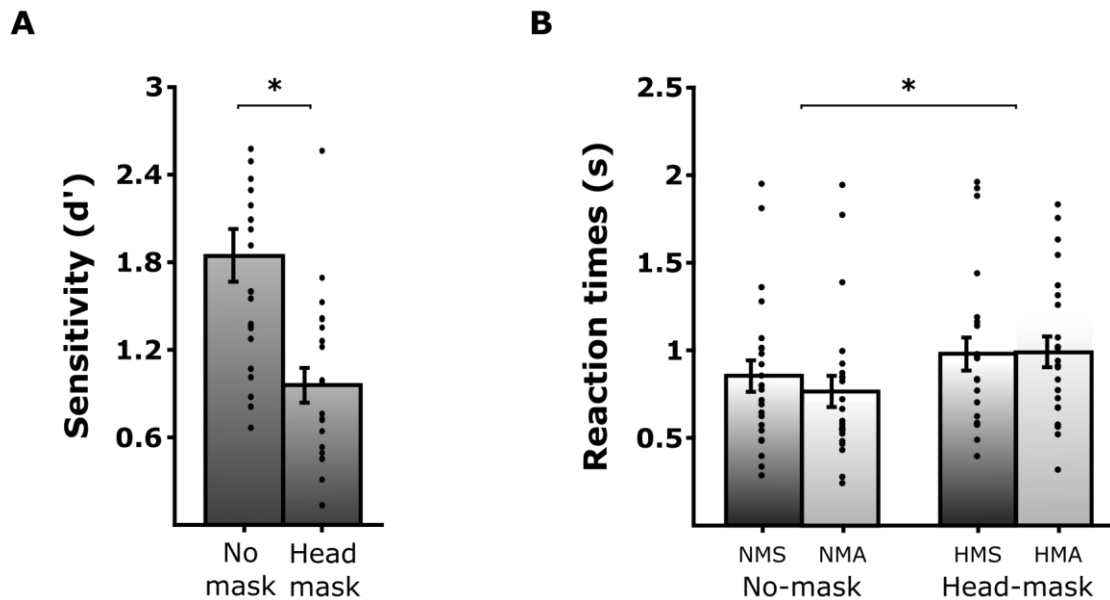 A
*
3
2.4
1.8
1.2
0.6
Sensitivity (d')
No mask
Head mask
B
*
2.5
2
1.5
1
0.5
Reaction times (s)
NMS NMA HMS HMA
No-mask Head-mask